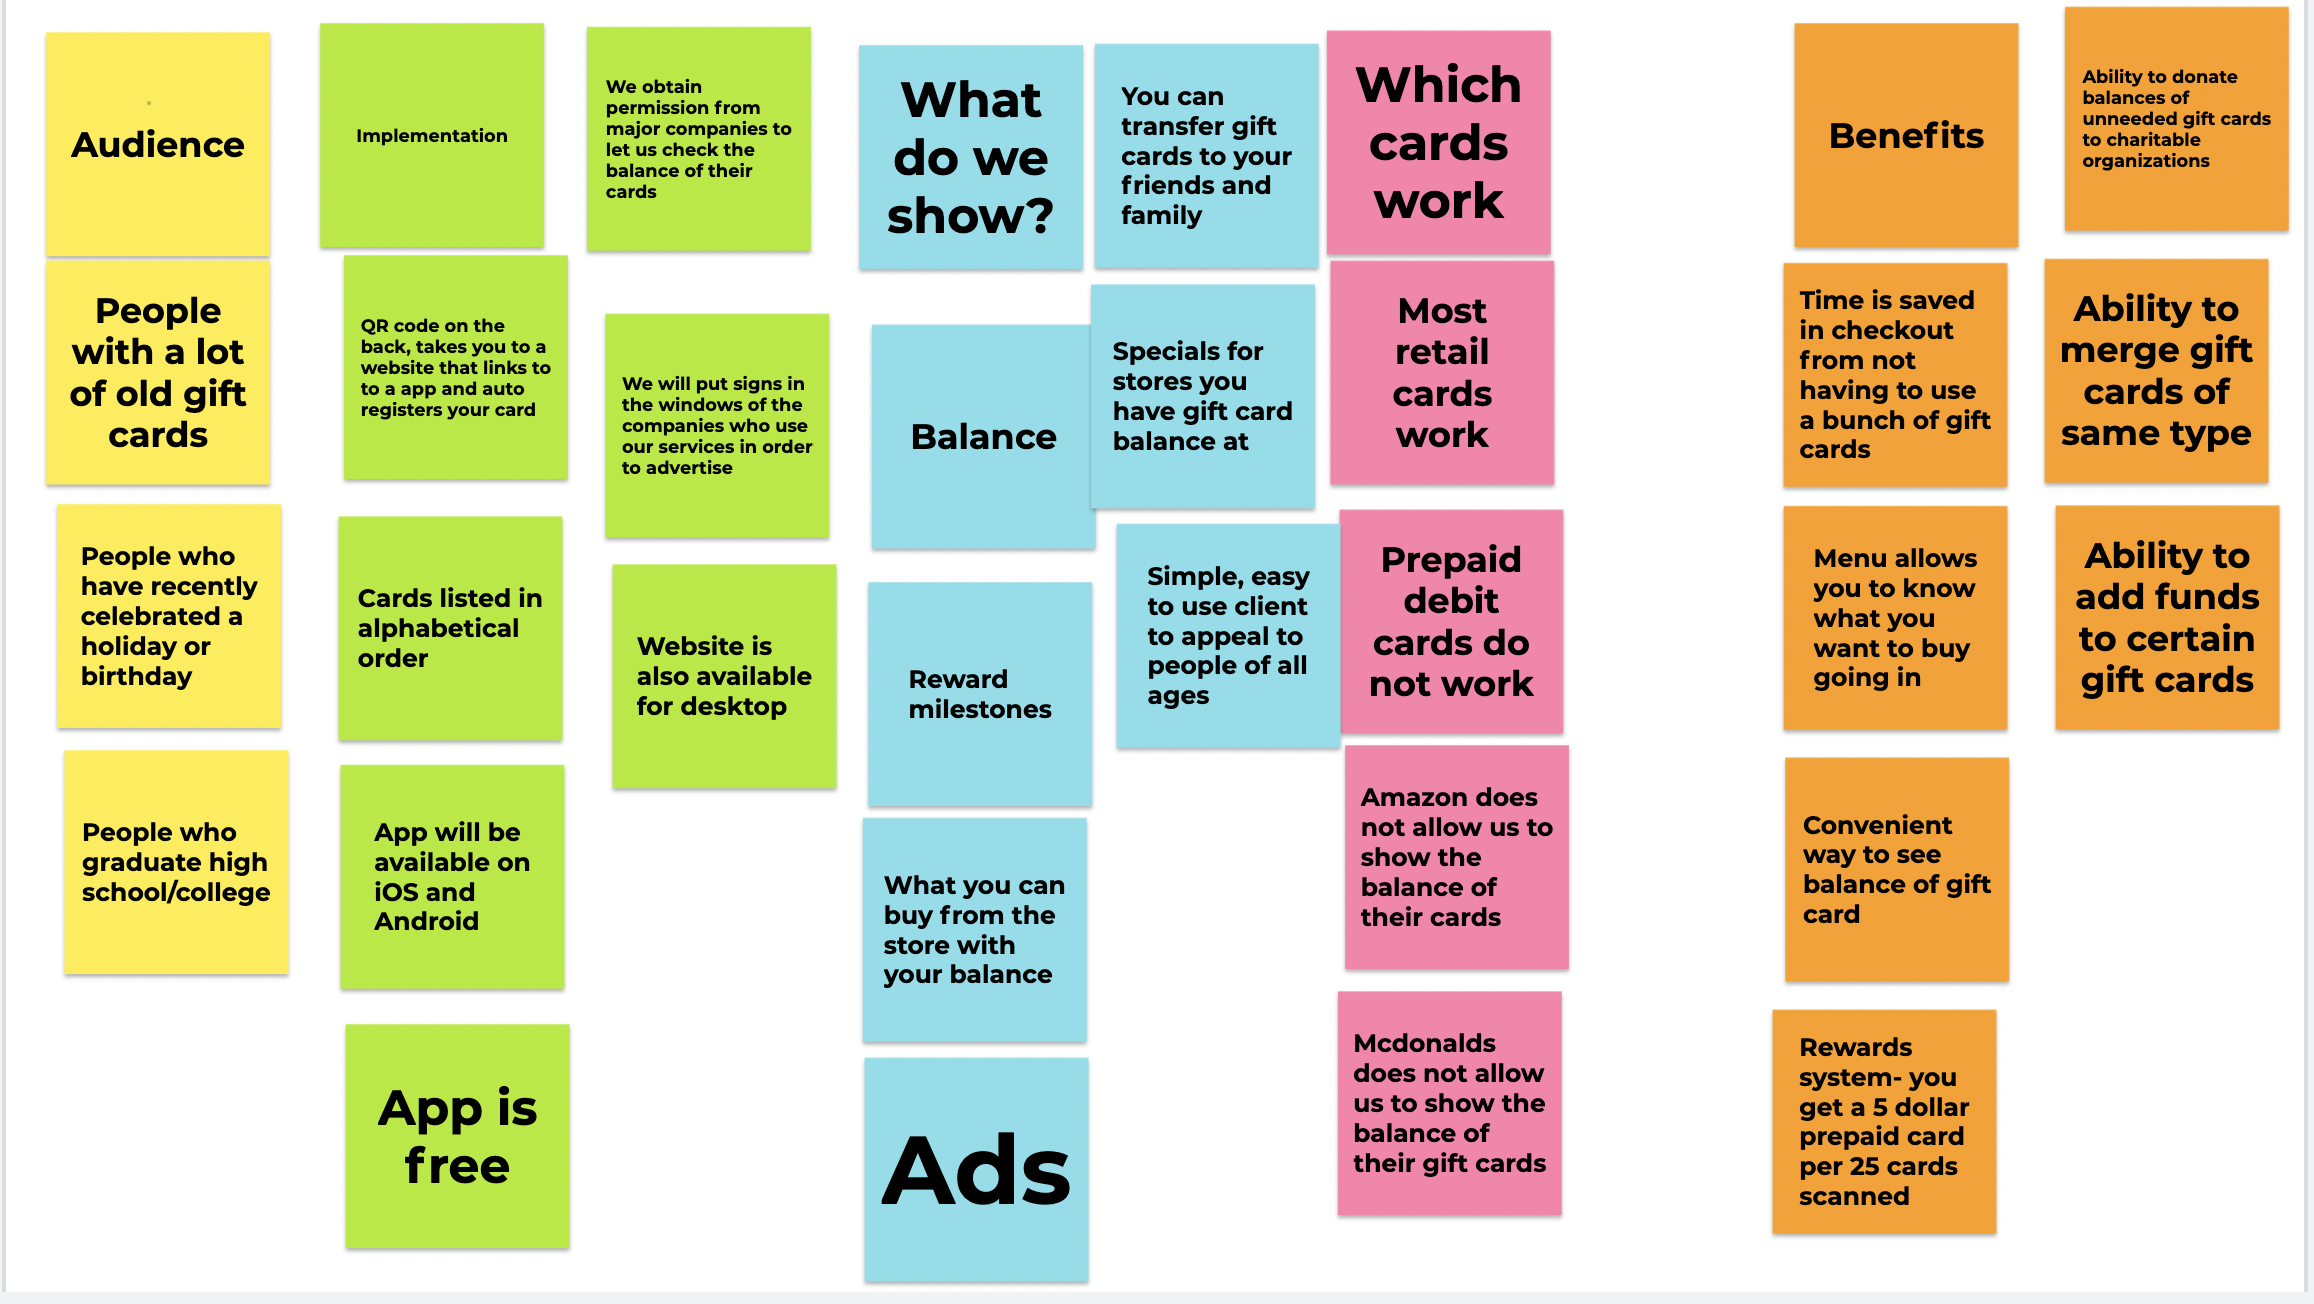 Audience
People
with a lot
of old gift
cards
People who
have recently
celebrated a
holiday or
birthday
People who
graduate high
school/college
Implementation
QR code on the
back, takes you to a
website that links to
to a app and auto
registers your card
Cards listed in
alphabetical
order
App will be
available on
iOS and
Android
App is
free
We obtain
permission from
major companies to
let us check the
balance of their
cards
We will put signs in
the windows of the
companies who use
our services in order
to advertise
Website is
also available
for desktop
What
do we
show?
Balance
Reward
milestones
What you can
buy from the
store with
your balance
Ads
You can
transfer gift
cards to your
friends and
family
Specials for
stores you
have gift card
balance at
Simple, easy
to use client
to appeal to
people of all
ages
Which
cards
work
Most
retail
cards
work
Prepaid
debit
cards do
not work
Amazon does
not allow us to
show the
balance of
their cards
Mcdonalds
does not allow
us to show the
balance of
their gift cards
Benefits
Time is saved
in checkout
from not
having to use
a bunch of gift
cards
Menu allows
you to know
what you
want to buy
going in
Convenient
way to see
balance of gift
card
Rewards
system- you
get a 5 dollar
prepaid card
per 25 cards
scanned
Ability to donate
balances of
unneeded gift cards
to charitable
organizations
Ability to
merge gift
cards of
same type
Ability to
add funds
to certain
gift cards